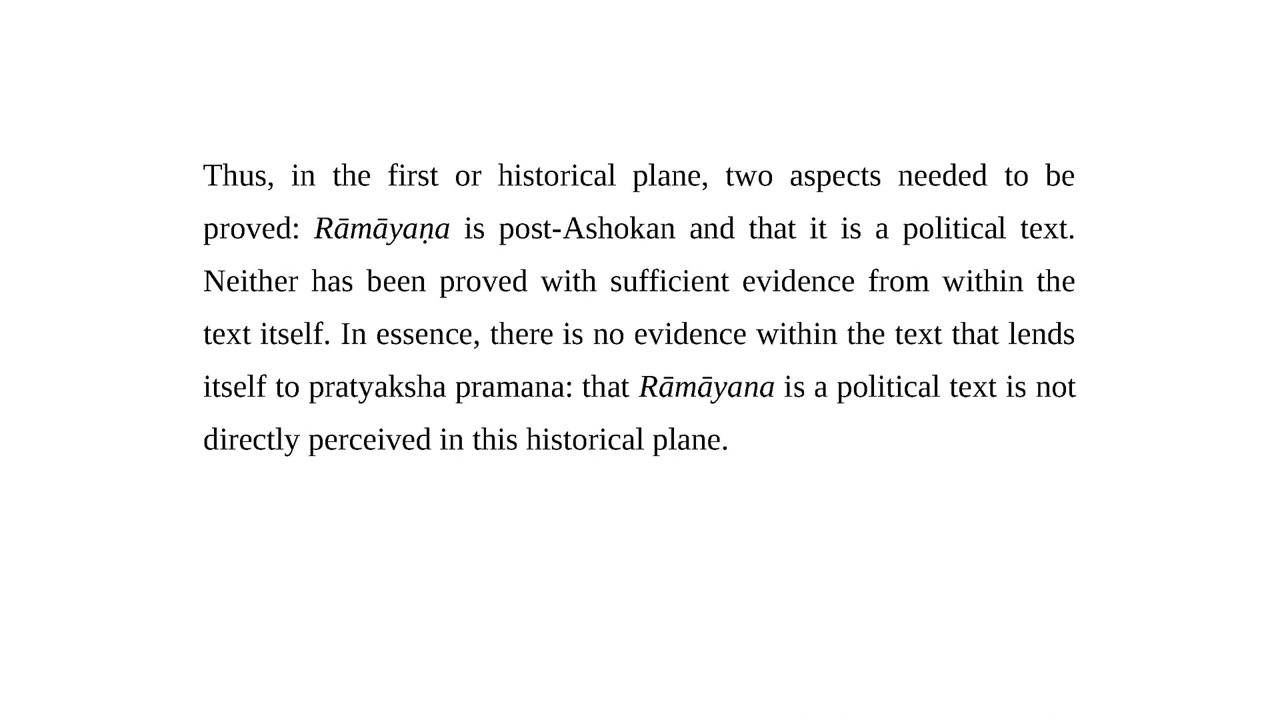 Thus, in the first or historical plane, two aspects needed to be
proved: Rāmāyaṇa is post-Ashokan and that it is a political text.
Neither has been proved with sufficient evidence from within the
text itself. In essence, there is no evidence within the text that lends
itself to pratyaksha pramana: that Rāmāyana is a political text is not
directly perceived in this historical plane.